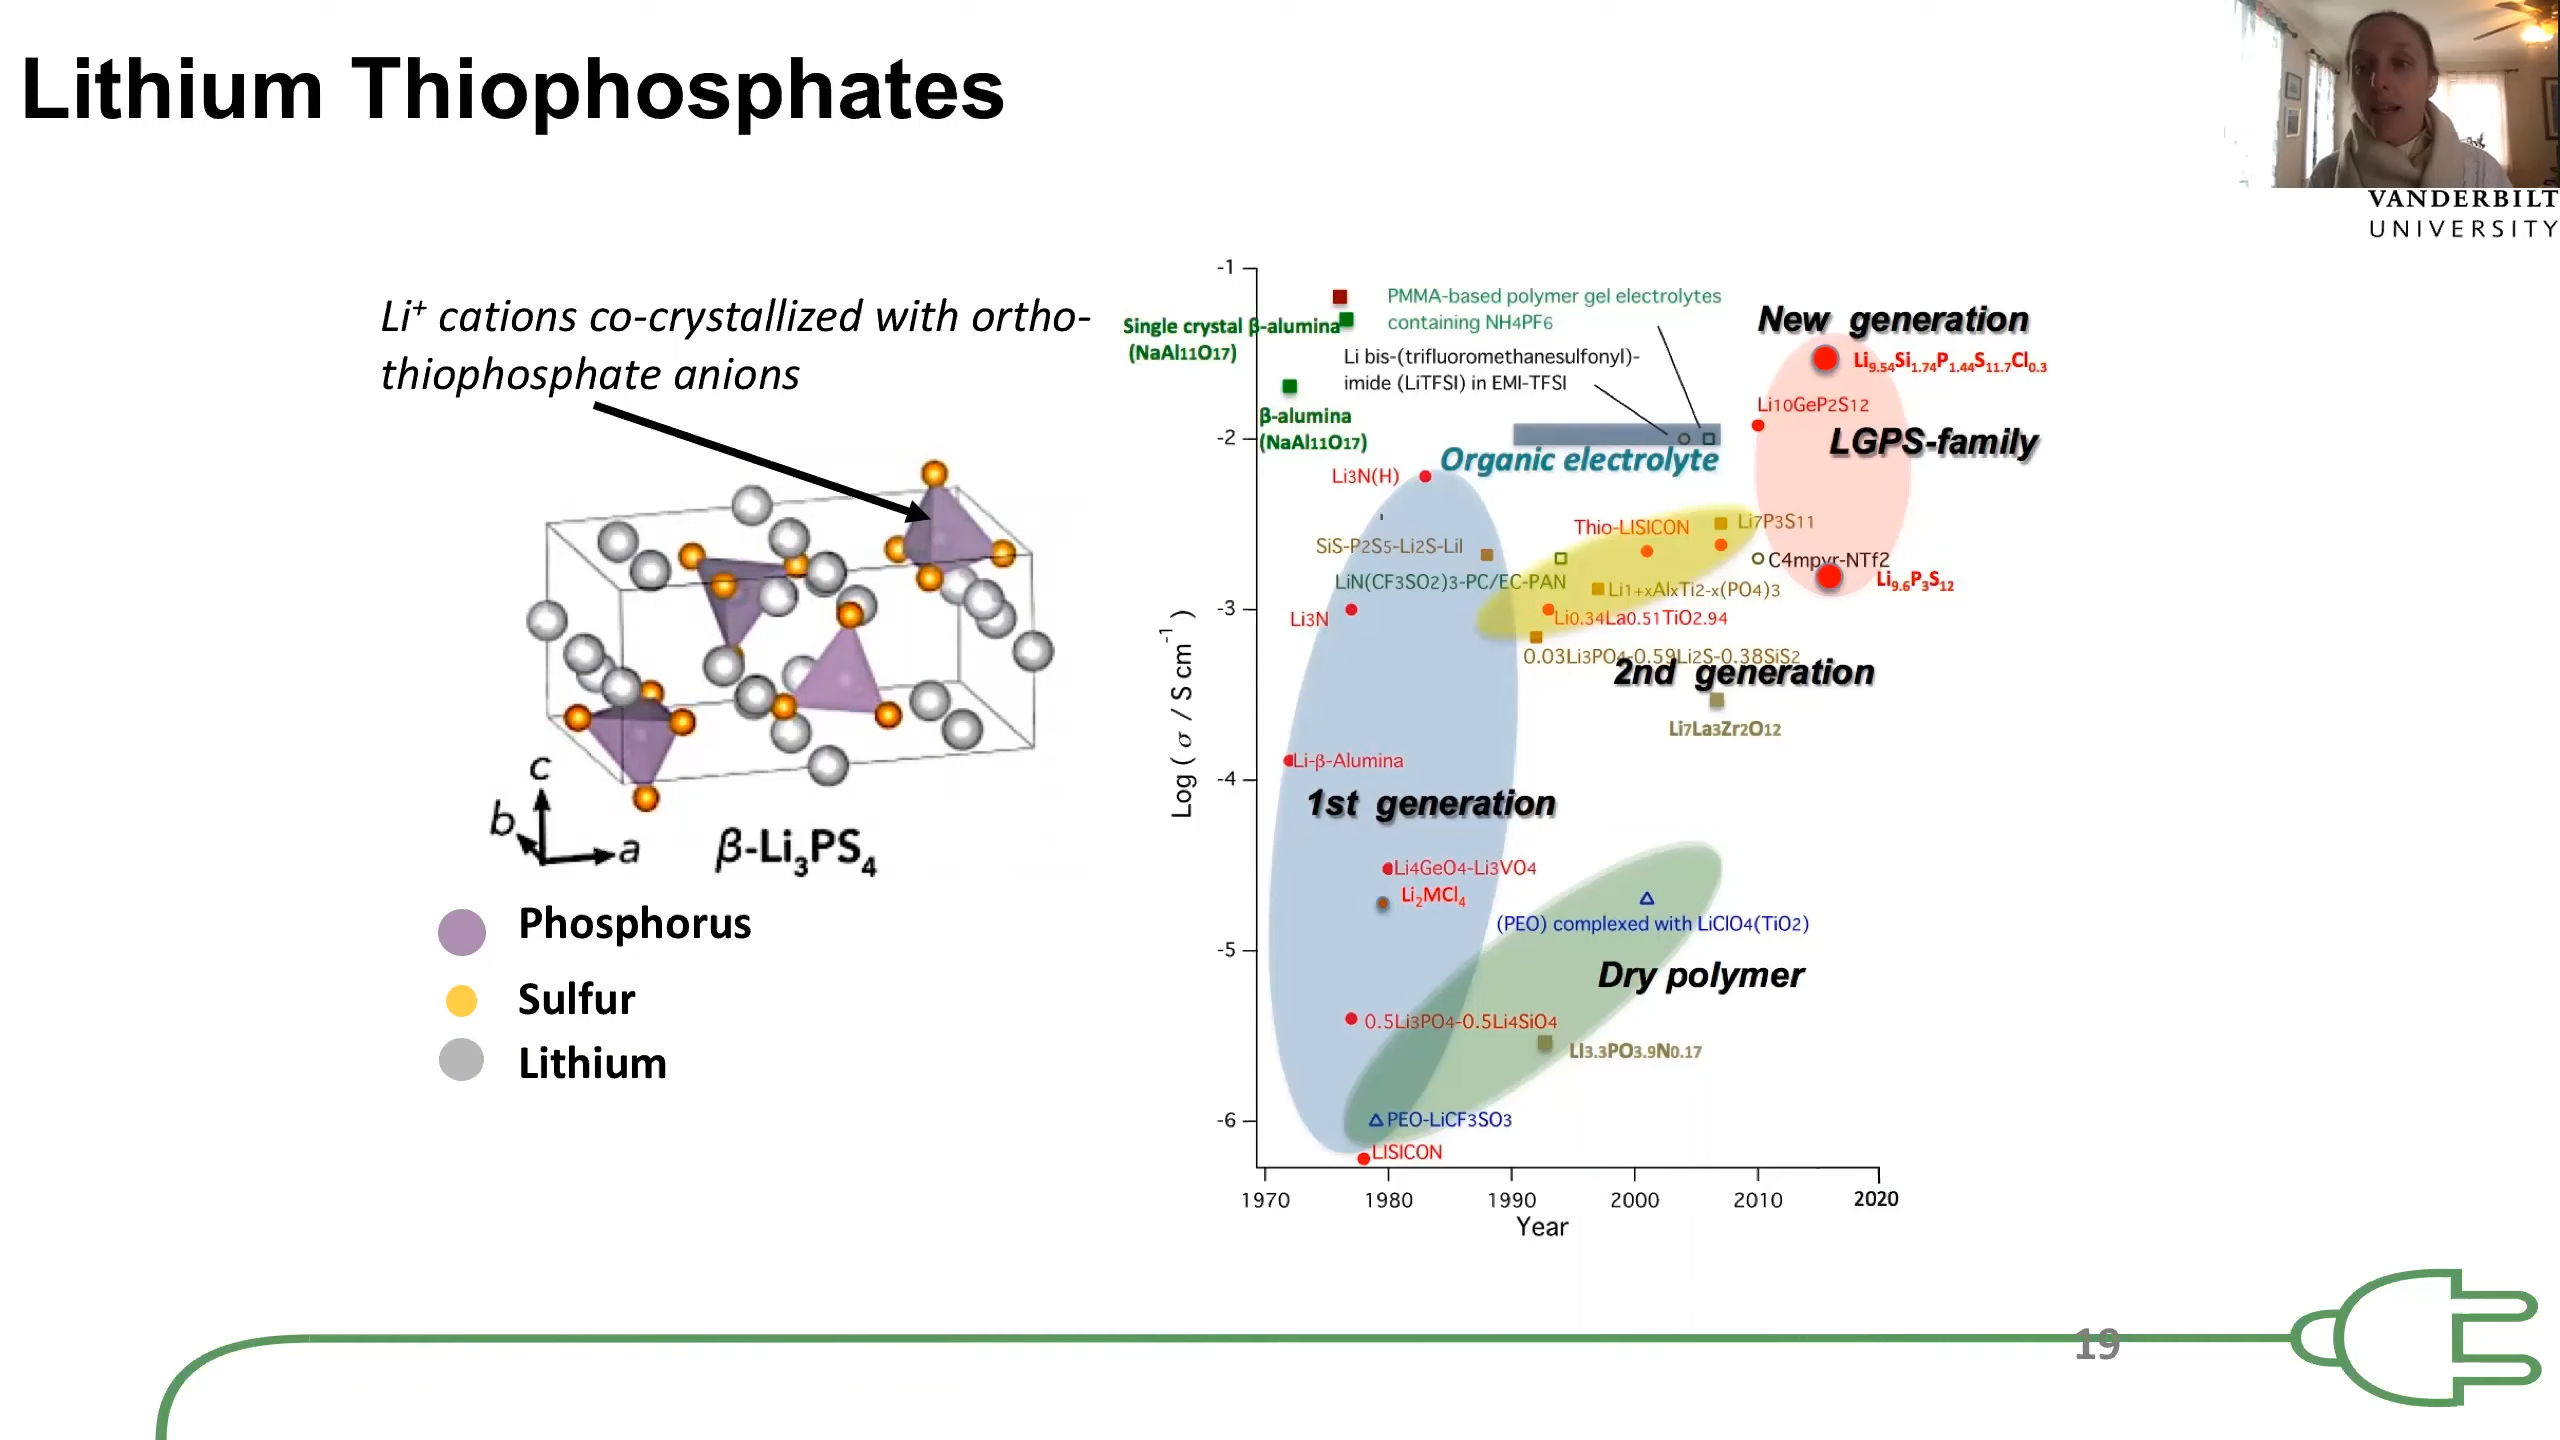 Lithium Thiophosphates
VANDERBILT
UNIVERSITY
Li⁺ cations co-crystallized with ortho-
thiophosphate anions
c
b
a
β-Li₃PS₄
Phosphorus
Sulfur
Lithium
-1
-2
-3
-4
-5
-6
Log ( σ / S cm⁻¹ )
PMMA-based polymer gel electrolytes
containing NH4PF6
Single crystal β-alumina
(NaAl11O17)
Li bis-(trifluoromethanesulfonyl)-
imide (LiTFSI) in EMI-TFSI
β-alumina
(NaAl11O17)
New generation
Li₉.₅₄Si₁.₇₄P₁.₄₄S₁₁.₇Cl₀.₃
Li10GeP2S12
LGPS-family
Organic electrolyte
Li3N(H)
Thio-LISICON
Li7P3S11
SiS-P2S5-Li2S-LiI
C4mpyr-NTf2
LiN(CF3SO2)3-PC/EC-PAN
Li₉.₆P₃S₁₂
Li1+xAlxTi2-x(PO4)3
Li3N
Li0.34La0.51TiO2.94
0.03Li3PO4-0.59Li2S-0.38SiS2
2nd generation
Li7La3Zr2O12
Li-β-Alumina
1st generation
Li4GeO4-Li3VO4
Li₂MCl₄
(PEO) complexed with LiClO4(TiO2)
Dry polymer
0.5Li3PO4-0.5Li4SiO4
LI3.3PO3.9N0.17
PEO-LiCF3SO3
LISICON
1970 1980 1990 2000 2010 2020
Year
19